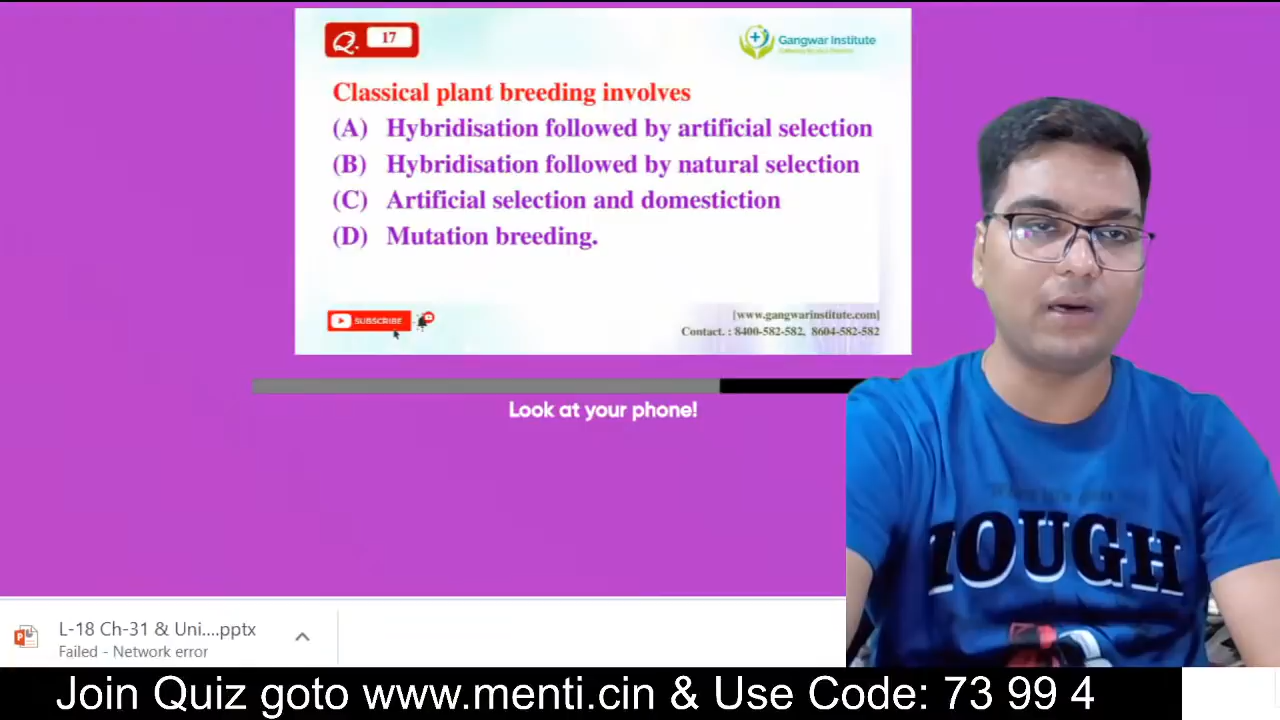 Q. 17
Gangwar Institute
Classical plant breeding involves
(A) Hybridisation followed by artificial selection
(B) Hybridisation followed by natural selection
(C) Artificial selection and domestiction
(D) Mutation breeding.
SUBSCRIBE
[www.gangwarinstitute.com]
Contact. : 8400-582-582, 8604-582-582
Look at your phone!
TOUGH
L-18 Ch-31 & Uni....pptx
Failed - Network error
Join Quiz goto www.menti.cin & Use Code: 73 99 4